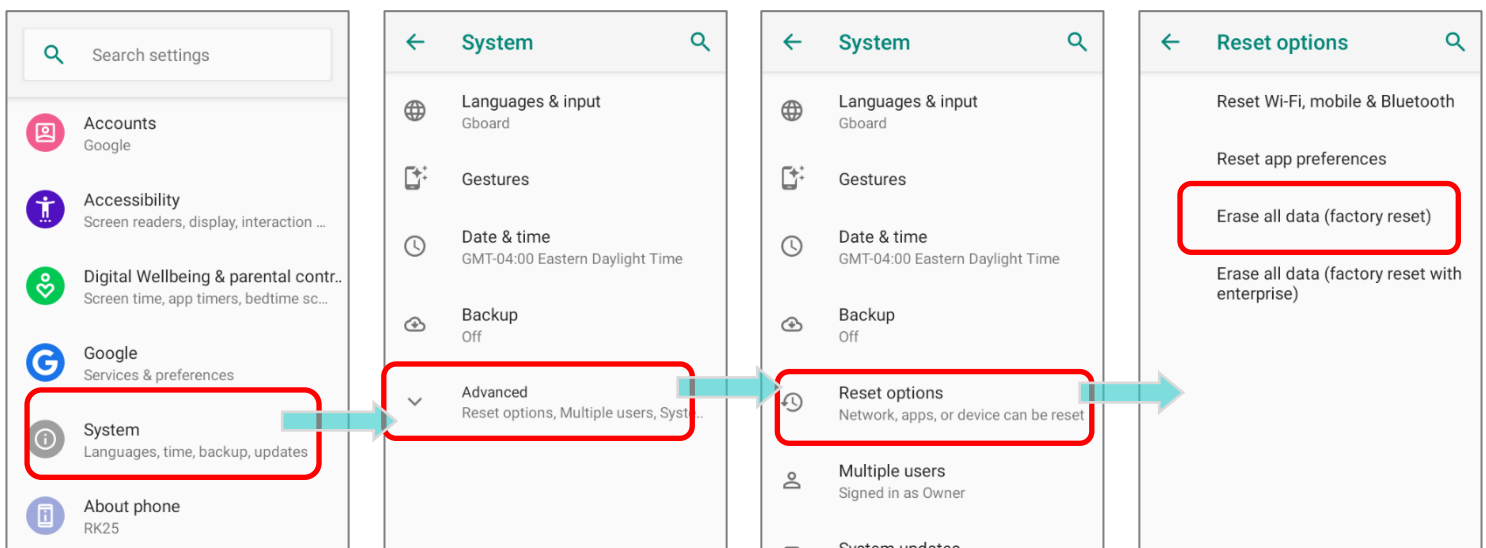 Search settings
Accounts
Google
Accessibility
Screen readers, display, interaction ...
Digital Wellbeing & parental contr..
Screen time, app timers, bedtime sc...
Google
Services & preferences
System
Languages, time, backup, updates
About phone
RK25
System
Languages & input
Gboard
Gestures
Date & time
GMT-04:00 Eastern Daylight Time
Backup
Off
Advanced
Reset options, Multiple users, Syste..
System
Languages & input
Gboard
Gestures
Date & time
GMT-04:00 Eastern Daylight Time
Backup
Off
Reset options
Network, apps, or device can be reset
Multiple users
Signed in as Owner
System updates
Reset options
Reset Wi-Fi, mobile & Bluetooth
Reset app preferences
Erase all data (factory reset)
Erase all data (factory reset with
enterprise)